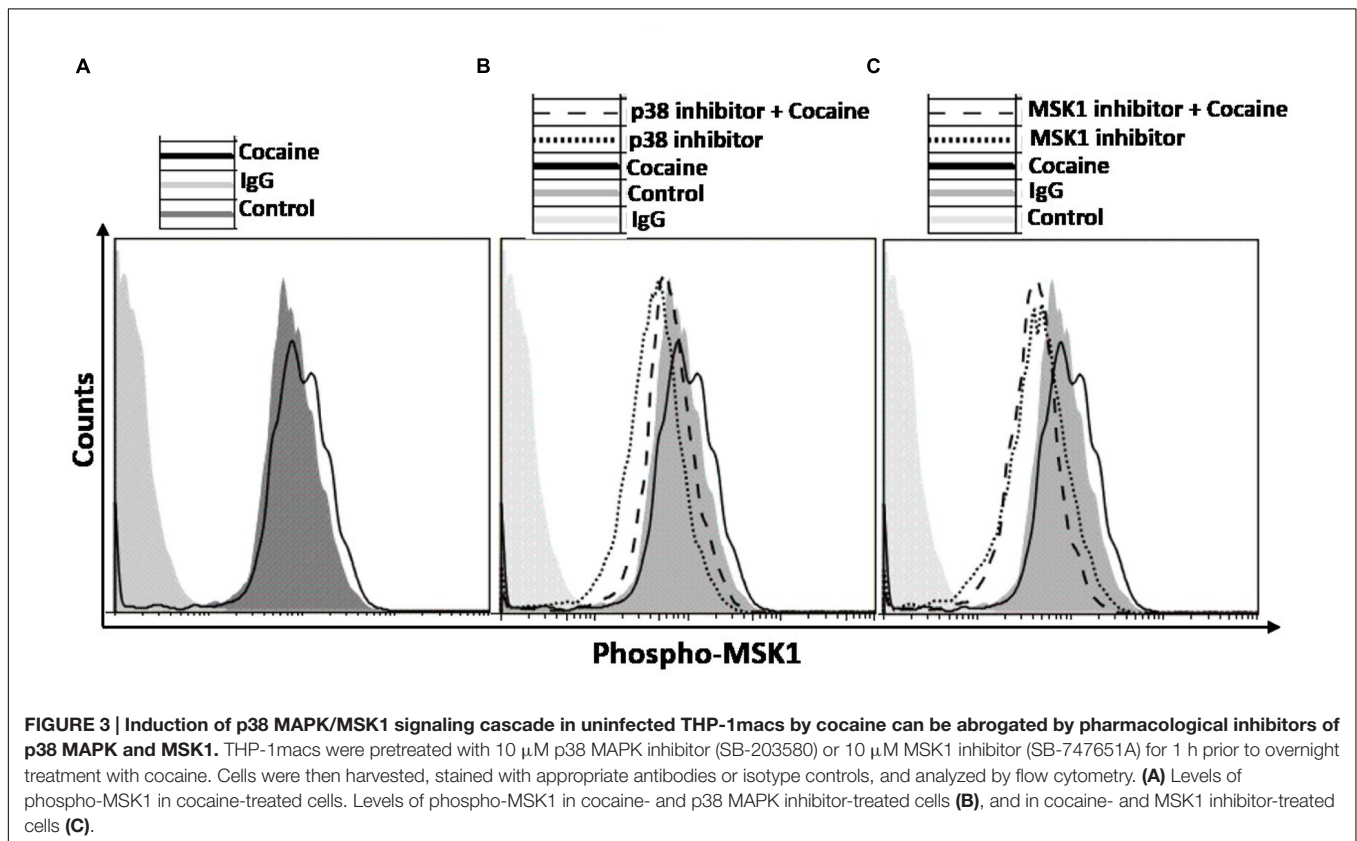 A
B
C
Cocaine
IgG
Control
p38 inhibitor + Cocaine
p38 inhibitor
Cocaine
Control
IgG
MSK1 inhibitor + Cocaine
MSK1 inhibitor
Cocaine
IgG
Control
Counts
Phospho-MSK1
FIGURE 3 | Induction of p38 MAPK/MSK1 signaling cascade in uninfected THP-1macs by cocaine can be abrogated by pharmacological inhibitors of
p38 MAPK and MSK1. THP-1macs were pretreated with 10 μM p38 MAPK inhibitor (SB-203580) or 10 μM MSK1 inhibitor (SB-747651A) for 1 h prior to overnight
treatment with cocaine. Cells were then harvested, stained with appropriate antibodies or isotype controls, and analyzed by flow cytometry. (A) Levels of
phospho-MSK1 in cocaine-treated cells. Levels of phospho-MSK1 in cocaine- and p38 MAPK inhibitor-treated cells (B), and in cocaine- and MSK1 inhibitor-treated
cells (C).